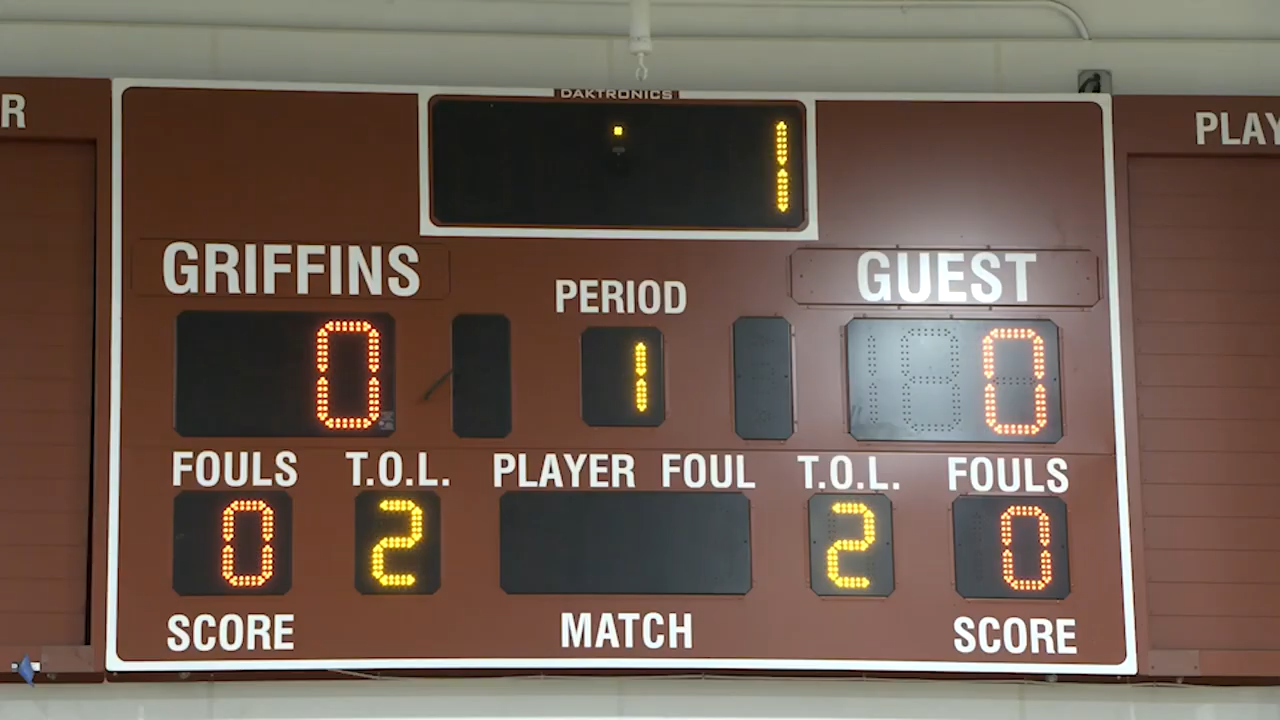 DAKTRONICS
1
R
PLAY
GRIFFINS
GUEST
PERIOD
0
1
0
FOULS T.O.L. PLAYER FOUL T.O.L. FOULS
0 2 2 0
SCORE MATCH SCORE